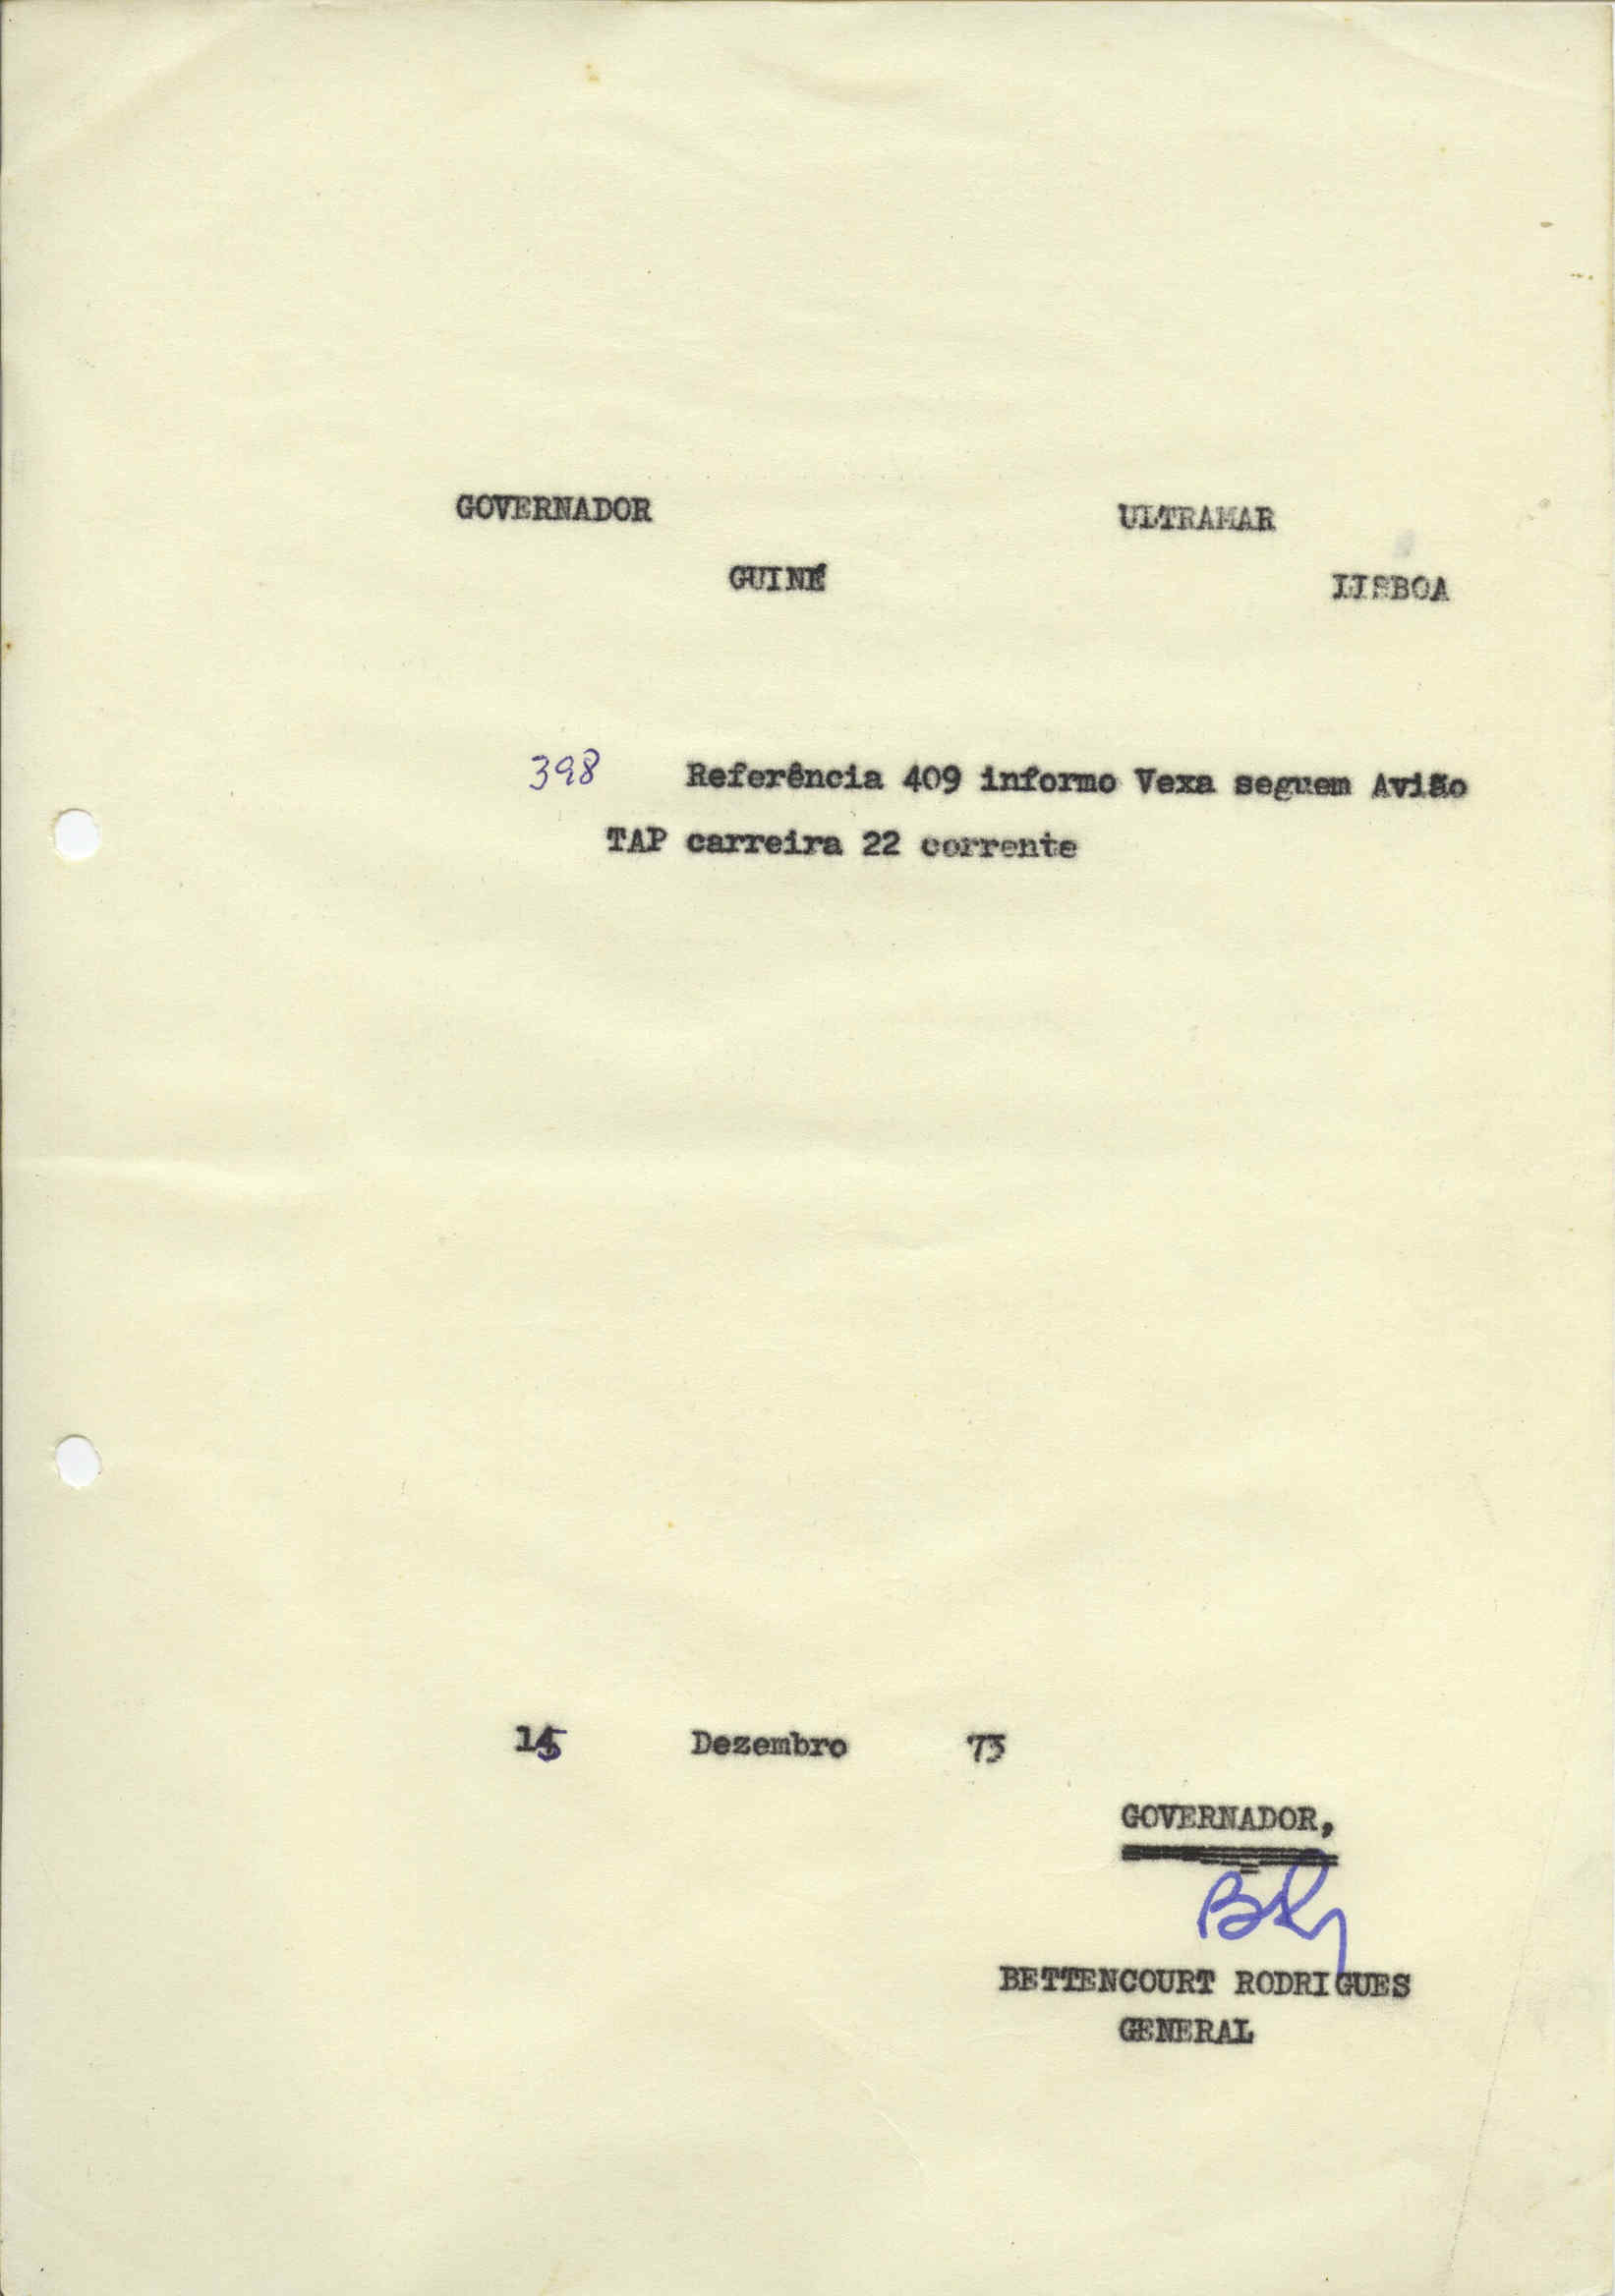 GOVERNADOR ULTRAMAR
GUINÉ LISBOA
398 Referência 409 informo Vexa seguem Avião
TAP carreira 22 corrente
15 Dezembro 73
GOVERNADOR,
BR
BETTENCOURT RODRIGUES
GENERAL